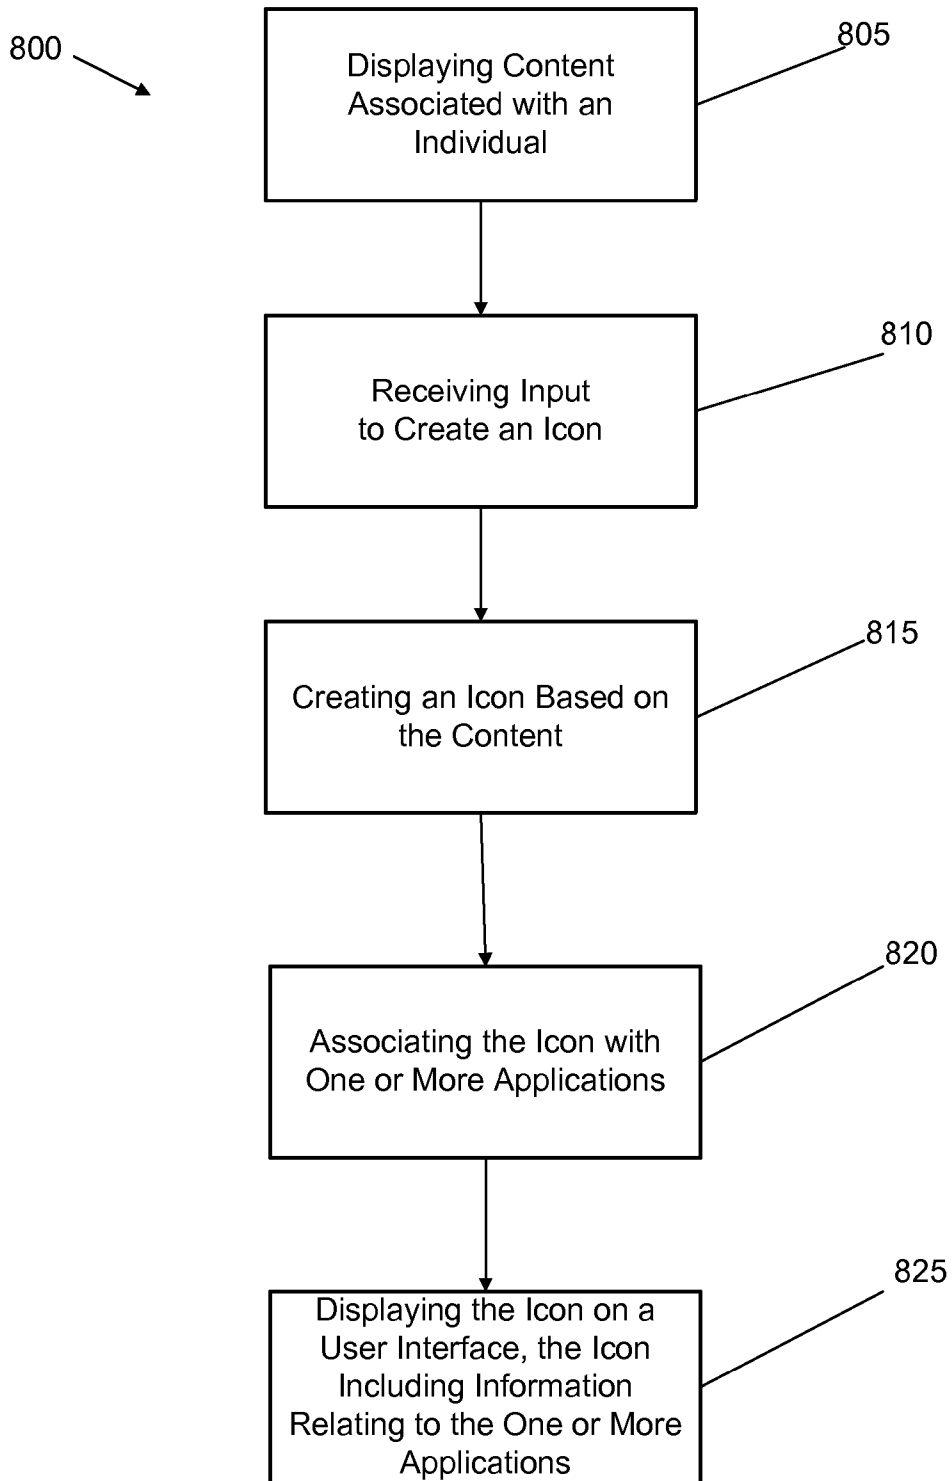 800
805
Displaying Content
Associated with an
Individual
810
Receiving Input
to Create an Icon
815
Creating an Icon Based on
the Content
820
Associating the Icon with
One or More Applications
825
Displaying the Icon on a
User Interface, the Icon
Including Information
Relating to the One or More
Applications